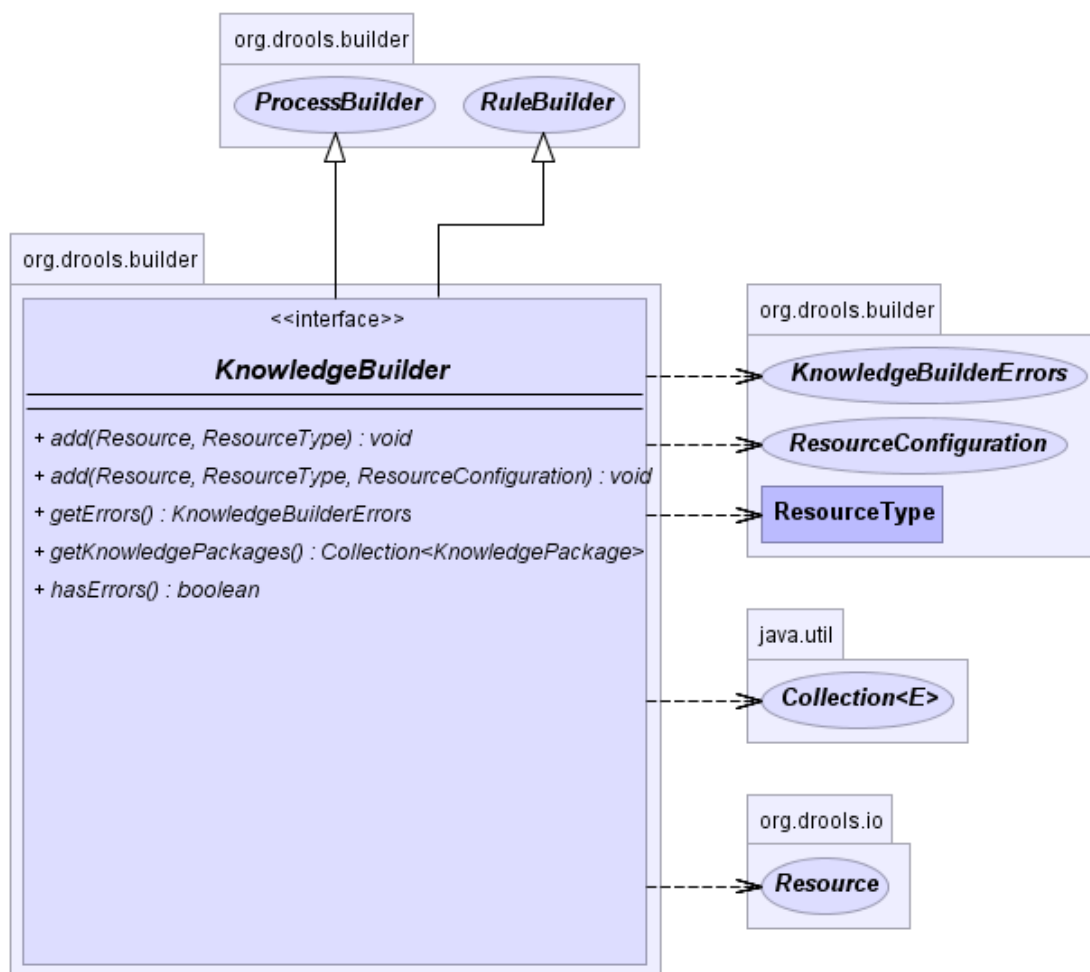 org.drools.builder
ProcessBuilder
RuleBuilder
org.drools.builder
<<interface>>
KnowledgeBuilder
+ add(Resource, ResourceType) : void
+ add(Resource, ResourceType, ResourceConfiguration) : void
+ getErrors() : KnowledgeBuilderErrors
+ getKnowledgePackages() : Collection<KnowledgePackage>
+ hasErrors() : boolean
org.drools.builder
KnowledgeBuilderErrors
ResourceConfiguration
ResourceType
java.util
Collection<E>
org.drools.io
Resource